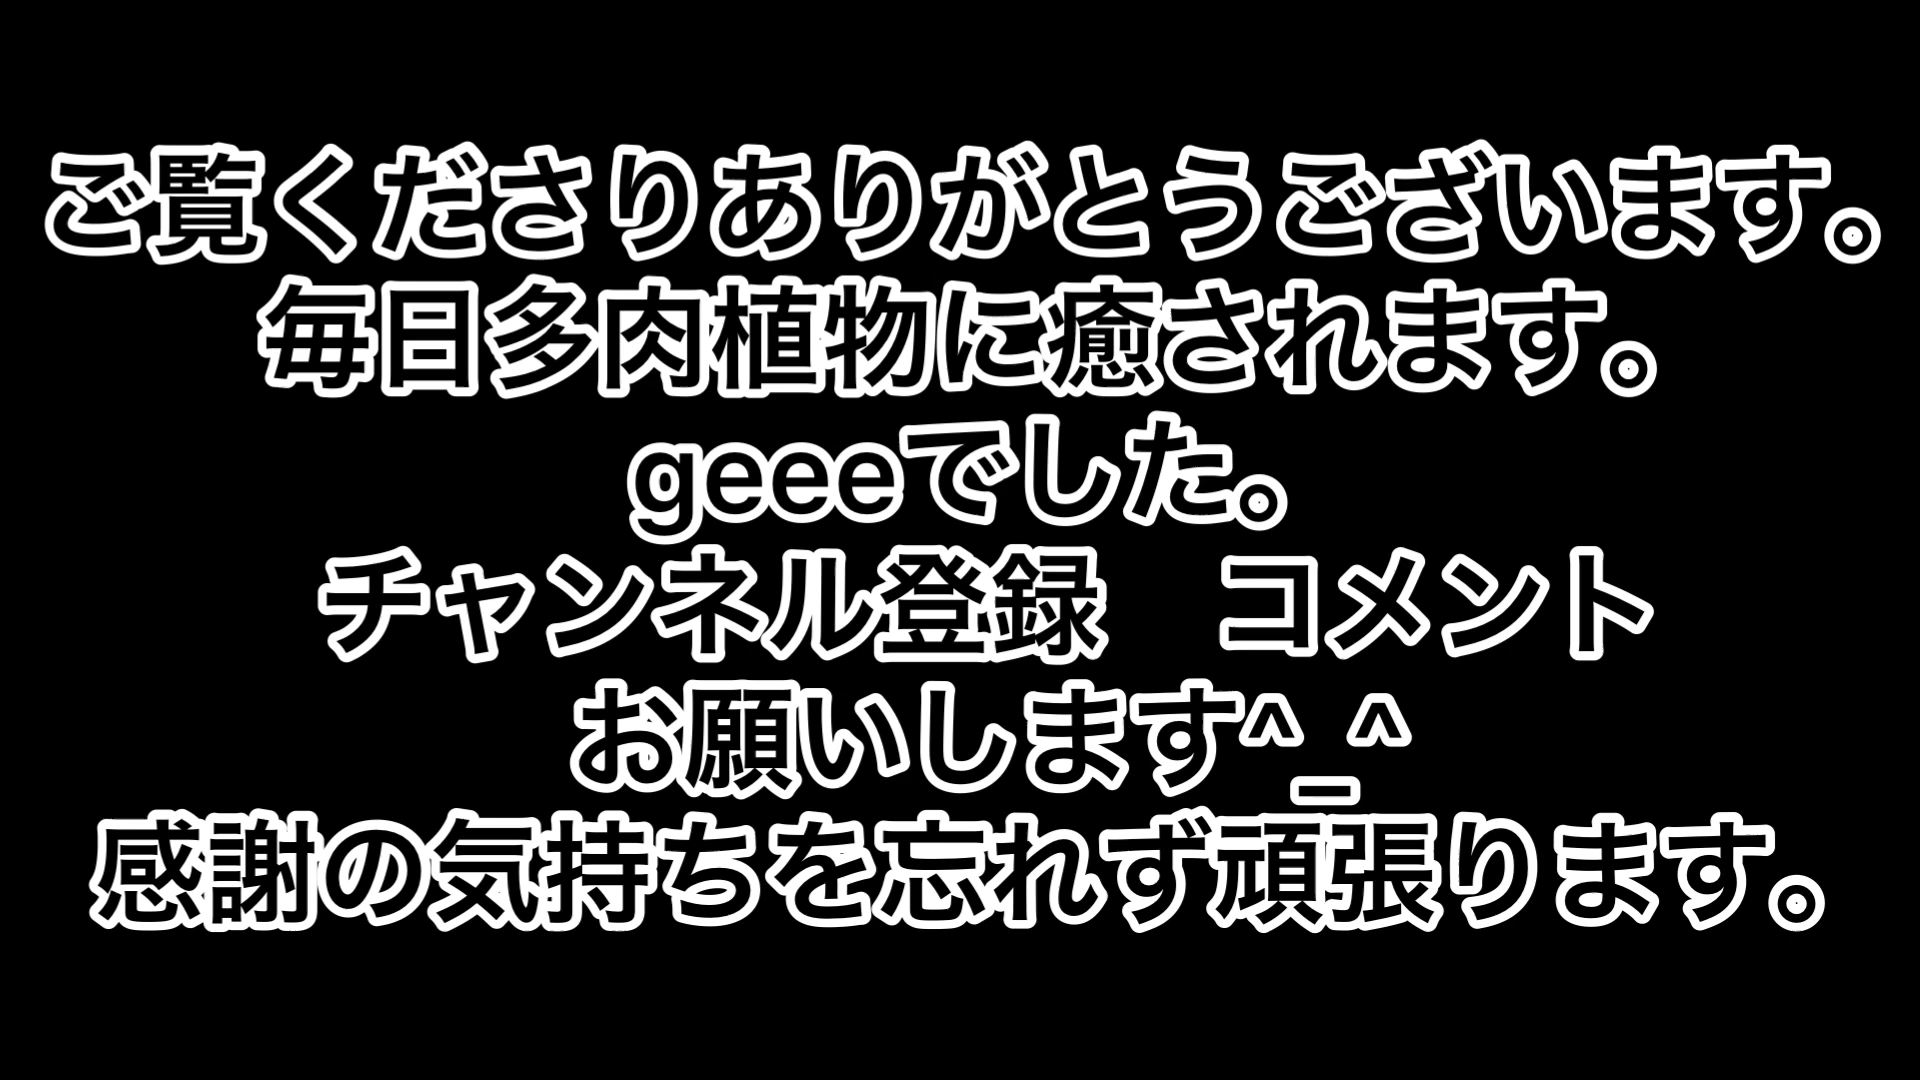 ご覧くださりありがとうございます。
毎日多肉植物に癒されます。
geeeでした。
チャンネル登録　コメント
お願いします^_^
感謝の気持ちを忘れず頑張ります。